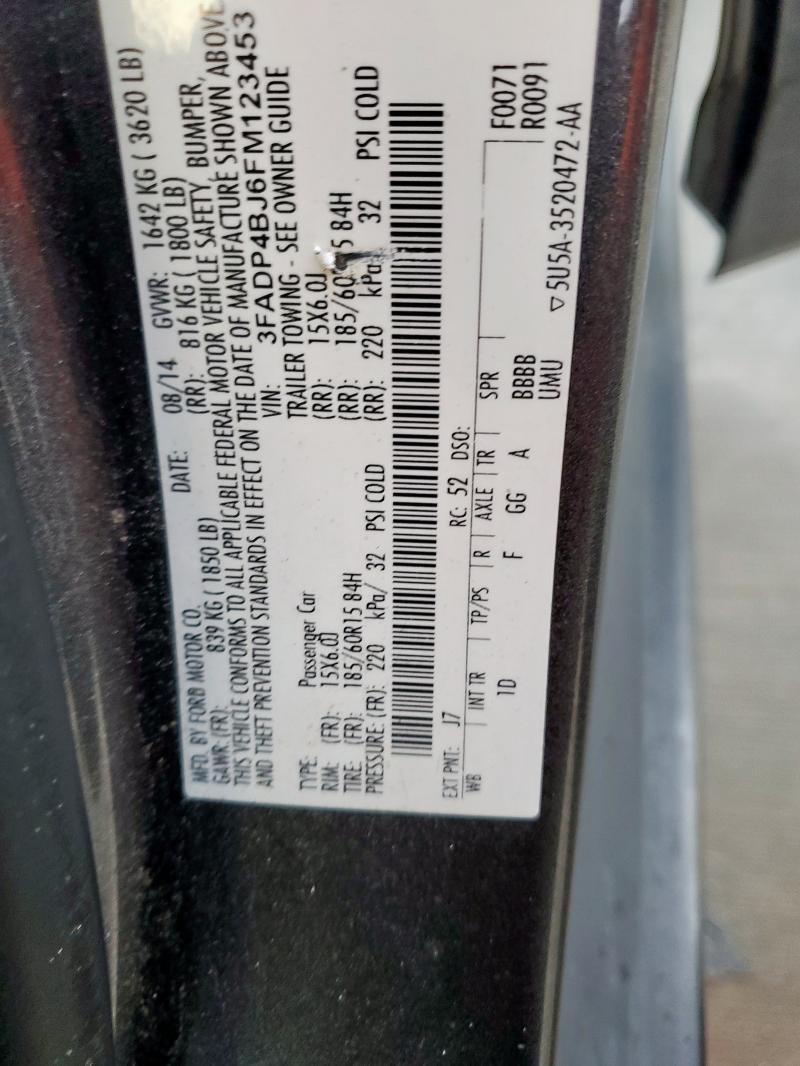 MFD. BY FORD MOTOR CO. DATE: 08/14 GVWR: 1642 KG ( 3620 LB)
GAWR: (FR): 839 KG ( 1850 LB) (RR): 816 KG ( 1800 LB)
THIS VEHICLE CONFORMS TO ALL APPLICABLE FEDERAL MOTOR VEHICLE SAFETY, BUMPER,
AND THEFT PREVENTION STANDARDS IN EFFECT ON THE DATE OF MANUFACTURE SHOWN ABOVE
VIN: 3FADP4BJ6FM123453
TYPE: Passenger Car TRAILER TOWING - SEE OWNER GUIDE
RIM: (FR): 15X6.0J (RR): 15X6.0J
TIRE: (FR): 185/60R15 84H (RR): 185/60 5 84H
PRESSURE: (FR): 220 kPa/ 32 PSI COLD (RR): 220 kPa/ 32 PSI COLD
EXT PNT: J7 RC: 52 DSO: F0071
R0091
WB INT TR TP/PS R AXLE TR SPR
1D F GG A BBBB
UMU ▽5U5A-3520472-AA